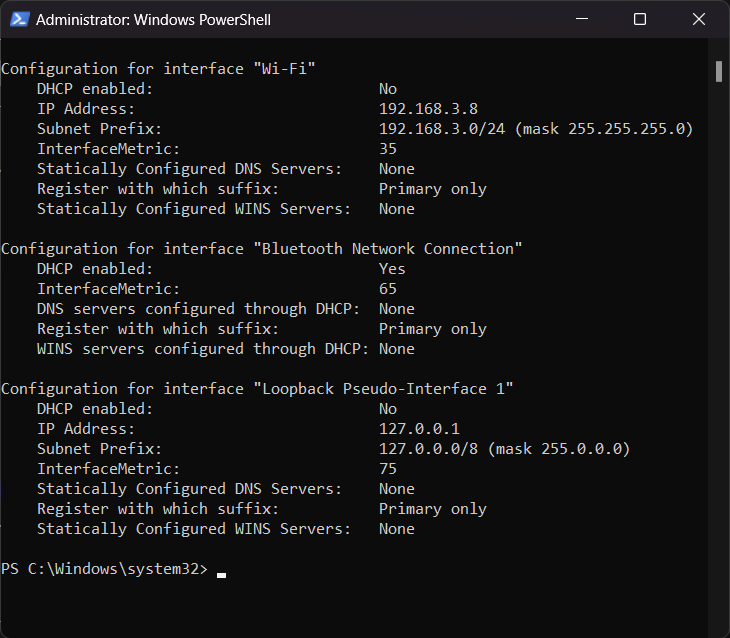 Administrator: Windows PowerShell
Configuration for interface "Wi-Fi"
    DHCP enabled:                         No
    IP Address:                           192.168.3.8
    Subnet Prefix:                        192.168.3.0/24 (mask 255.255.255.0)
    InterfaceMetric:                      35
    Statically Configured DNS Servers:    None
    Register with which suffix:           Primary only
    Statically Configured WINS Servers:   None
Configuration for interface "Bluetooth Network Connection"
    DHCP enabled:                         Yes
    InterfaceMetric:                      65
    DNS servers configured through DHCP:  None
    Register with which suffix:           Primary only
    WINS servers configured through DHCP: None
Configuration for interface "Loopback Pseudo-Interface 1"
    DHCP enabled:                         No
    IP Address:                           127.0.0.1
    Subnet Prefix:                        127.0.0.0/8 (mask 255.0.0.0)
    InterfaceMetric:                      75
    Statically Configured DNS Servers:    None
    Register with which suffix:           Primary only
    Statically Configured WINS Servers:   None
PS C:\Windows\system32>